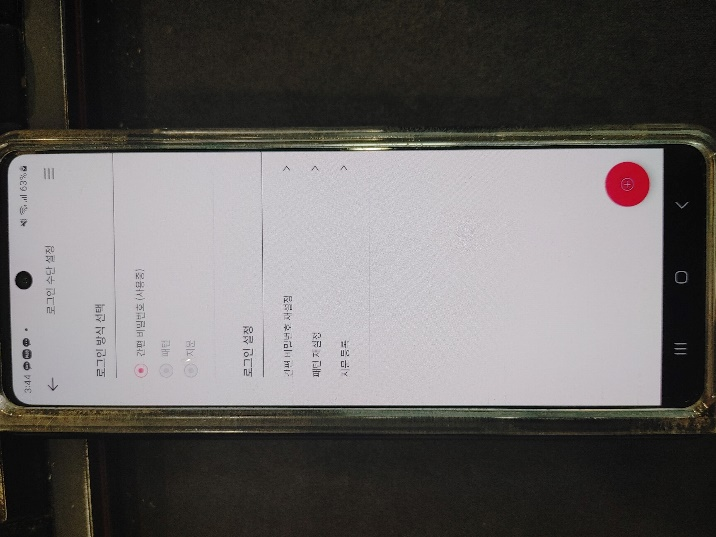 3:44 63%
로그인 수단 설정
로그인 방식 선택
간편 비밀번호 (사용중)
패턴
지문
로그인 설정
간편 비밀번호 재설정
패턴 재설정
지문 등록